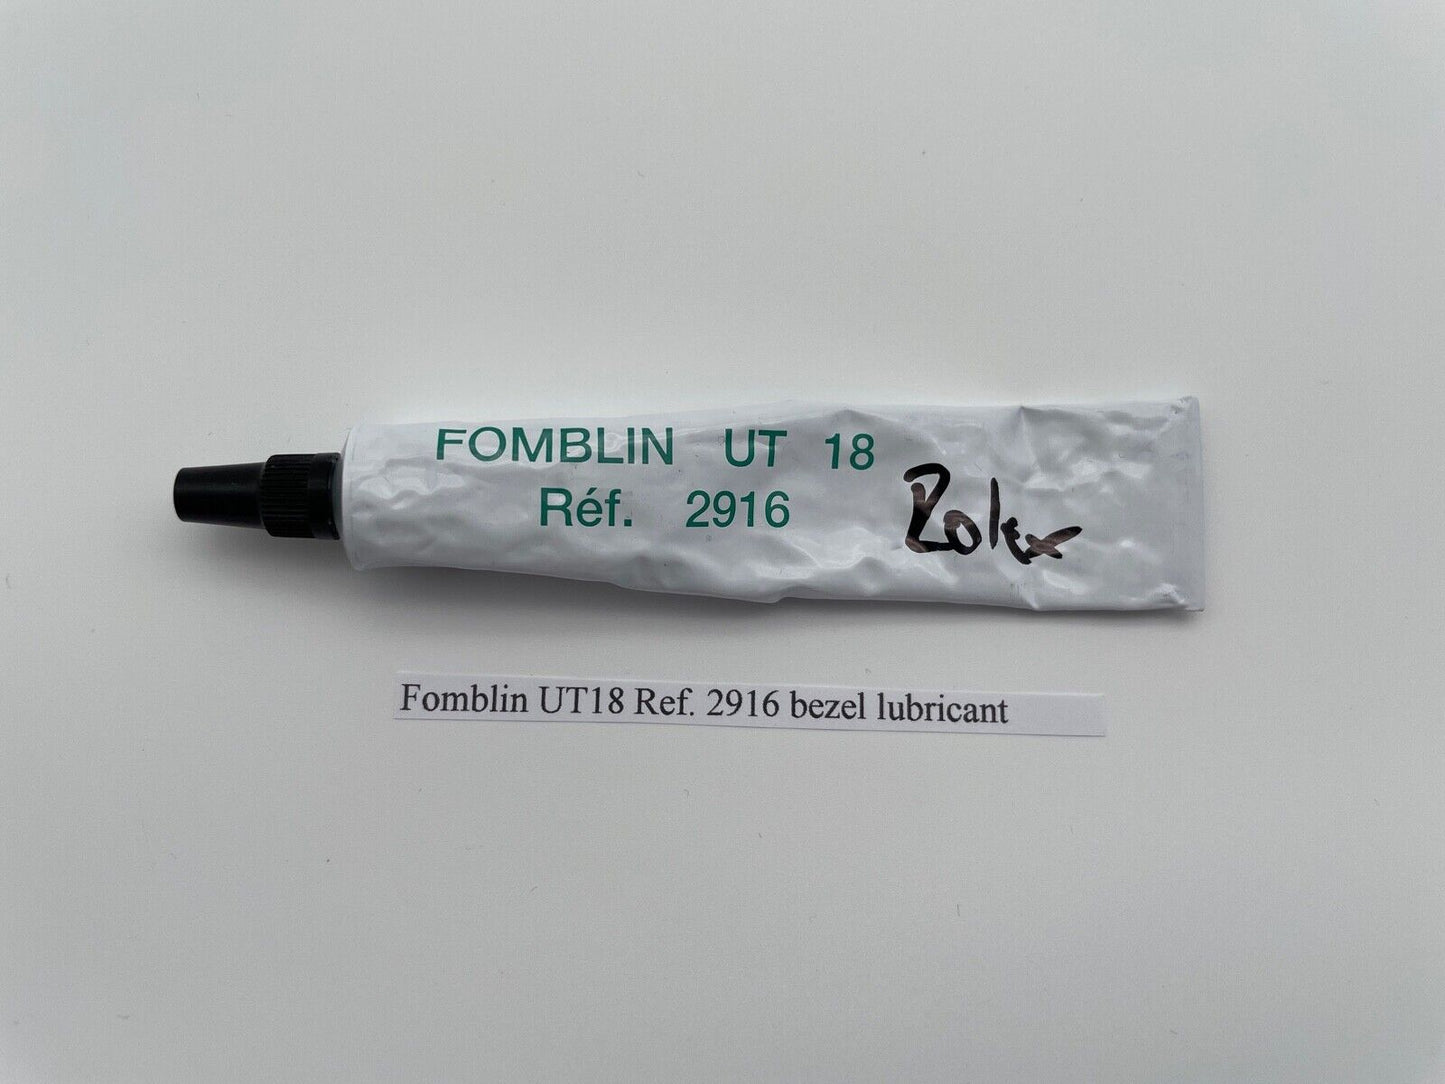 FOMBLIN UT 18
Réf. 2916
Rolex
Fomblin UT18 Ref. 2916 bezel lubricant